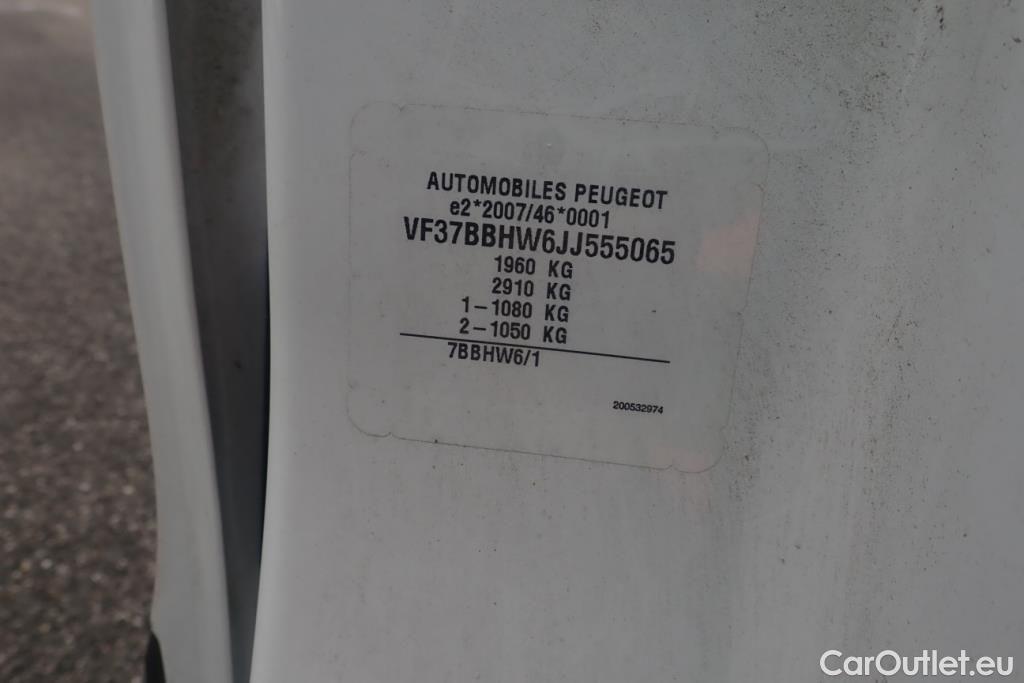 AUTOMOBILES PEUGEOT
e2*2007/46*0001
VF37BBHW6JJ555065
1960 KG
2910 KG
1-1080 KG
2-1050 KG
7BBHW6/1
200532974
CarOutlet.eu